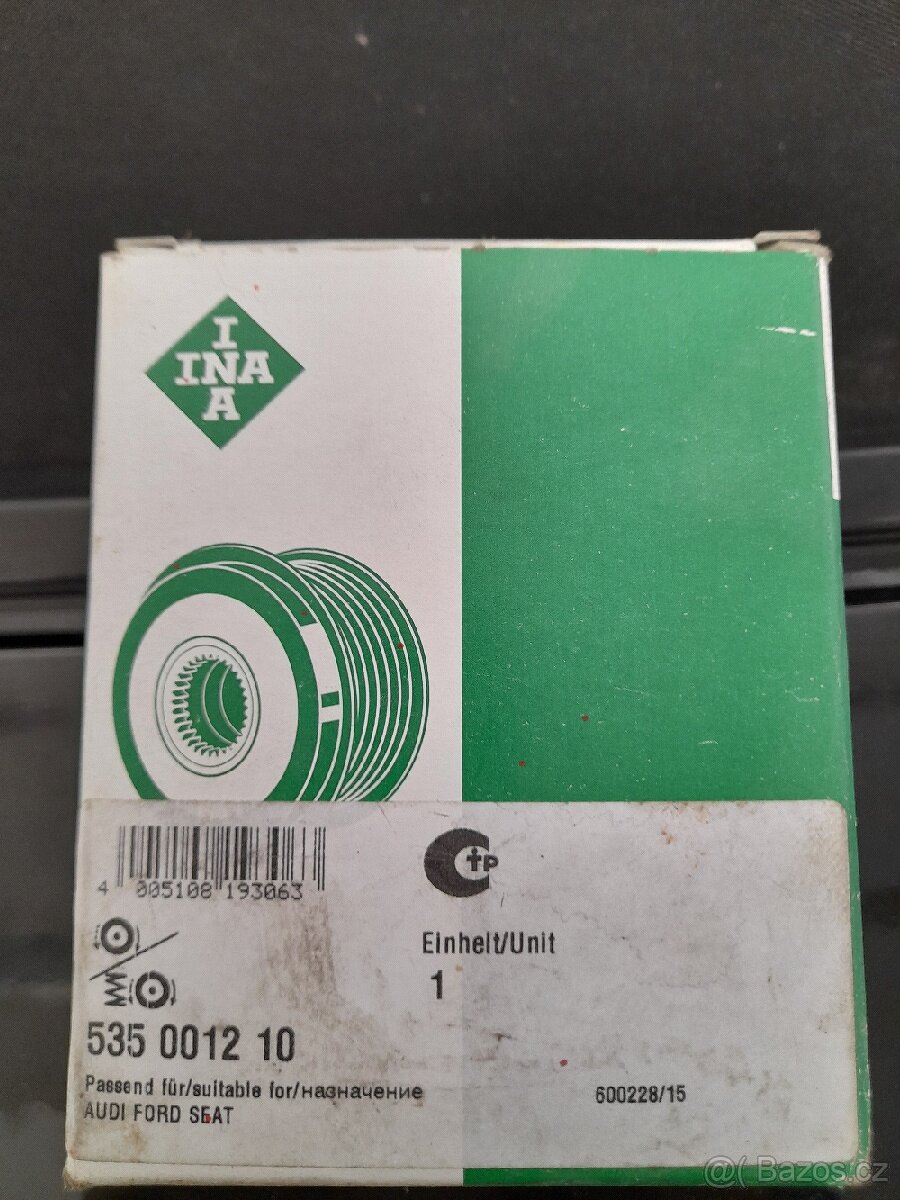 I
INA
A
4 005108 193063
Einheit/Unit
1
535 0012 10
Passend für/suitable for/назначение
AUDI FORD SEAT
600228/15
@( Bazos.cz